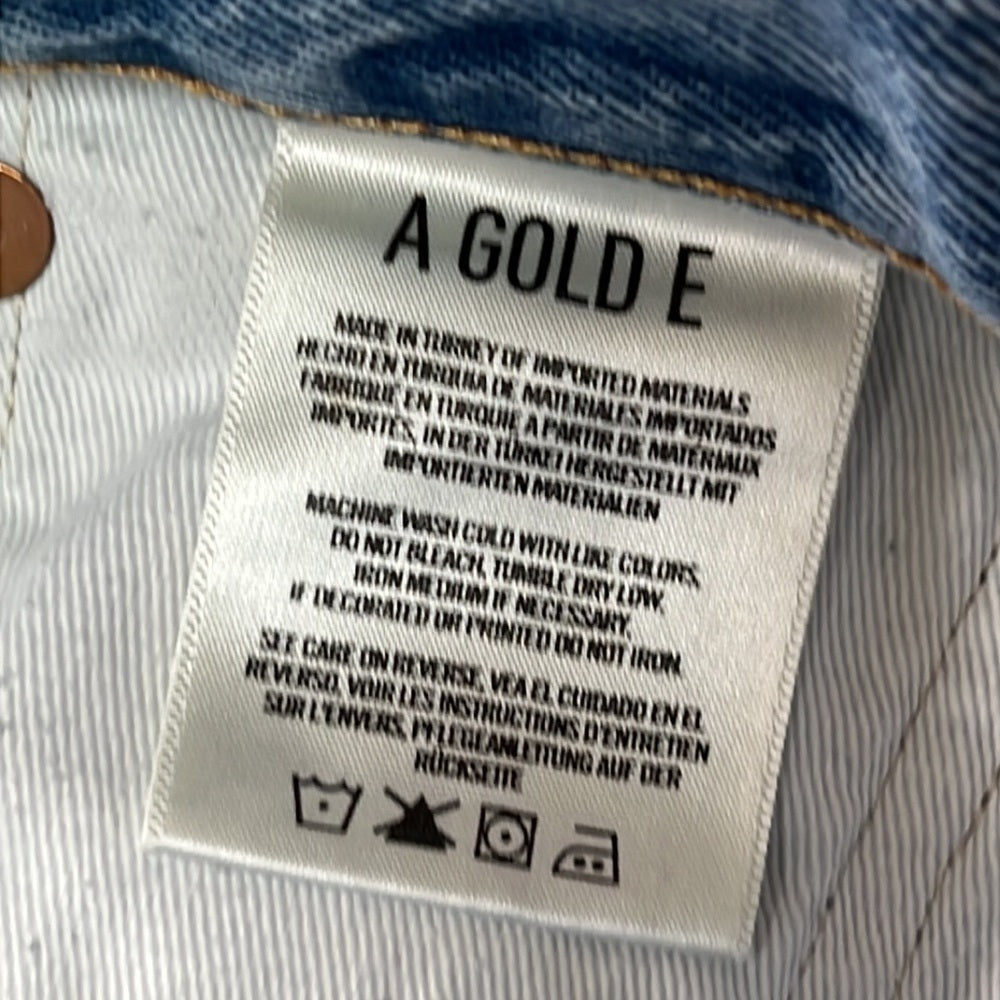 A GOLD E
MADE IN TURKEY OF IMPORTED MATERIALS
HECHO EN TURQUIA DE MATERIALES IMPORTADOS
FABRIQUE EN TURQUIE A PARTIR DE MATERIAUX
IMPORTES, IN DER TÜRKEI HERGESTELLT MIT
IMPORTIERTEN MATERIALIEN
MACHINE WASH COLD WITH LIKE COLORS,
DO NOT BLEACH, TUMBLE DRY LOW,
IRON MEDIUM IF NECESSARY,
IF DECORATED OR PRINTED DO NOT IRON.
SEE CARE ON REVERSE, VEA EL CUIDADO EN EL
REVERSO, VOIR LES INSTRUCTIONS D'ENTRETIEN
SUR L'ENVERS, PFLEGEANLEITUNG AUF DER
RÜCKSEITE